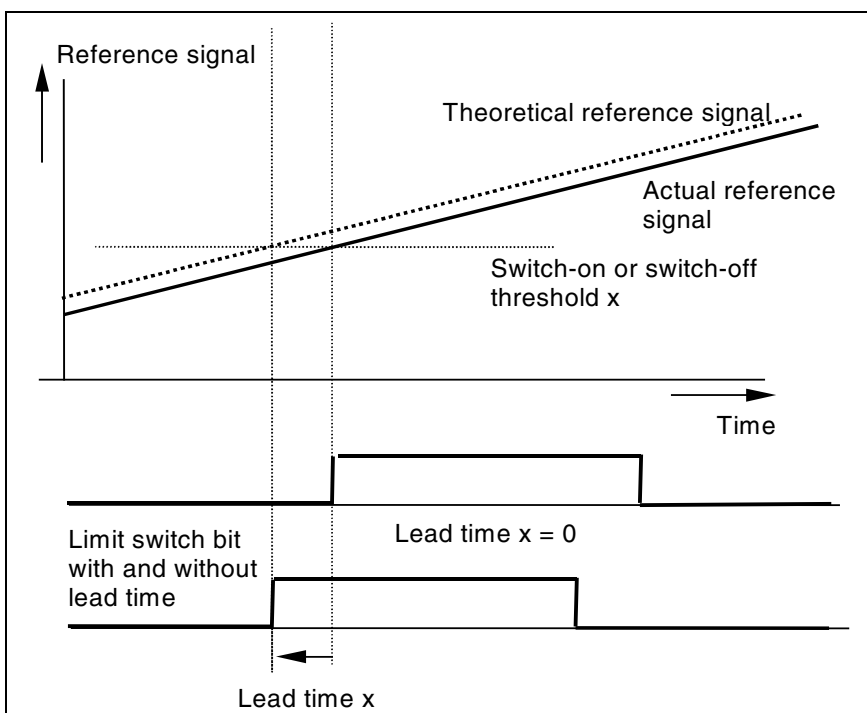 Reference signal
Theoretical reference signal
Actual reference
signal
Switch-on or switch-off
threshold x
Time
Lead time x = 0
Limit switch bit
with and without
lead time
Lead time x